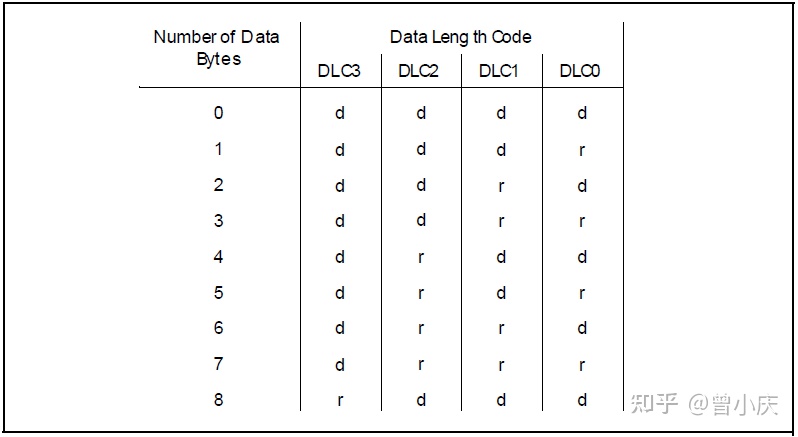 Number of Data Data Leng th Code
Bytes
DLC3 DLC2 DLC1 DLC0
0 d d d d
1 d d d r
2 d d r d
3 d d r r
4 d r d d
5 d r d r
6 d r r d
7 d r r r
8 r d d d
知乎 @曾小庆